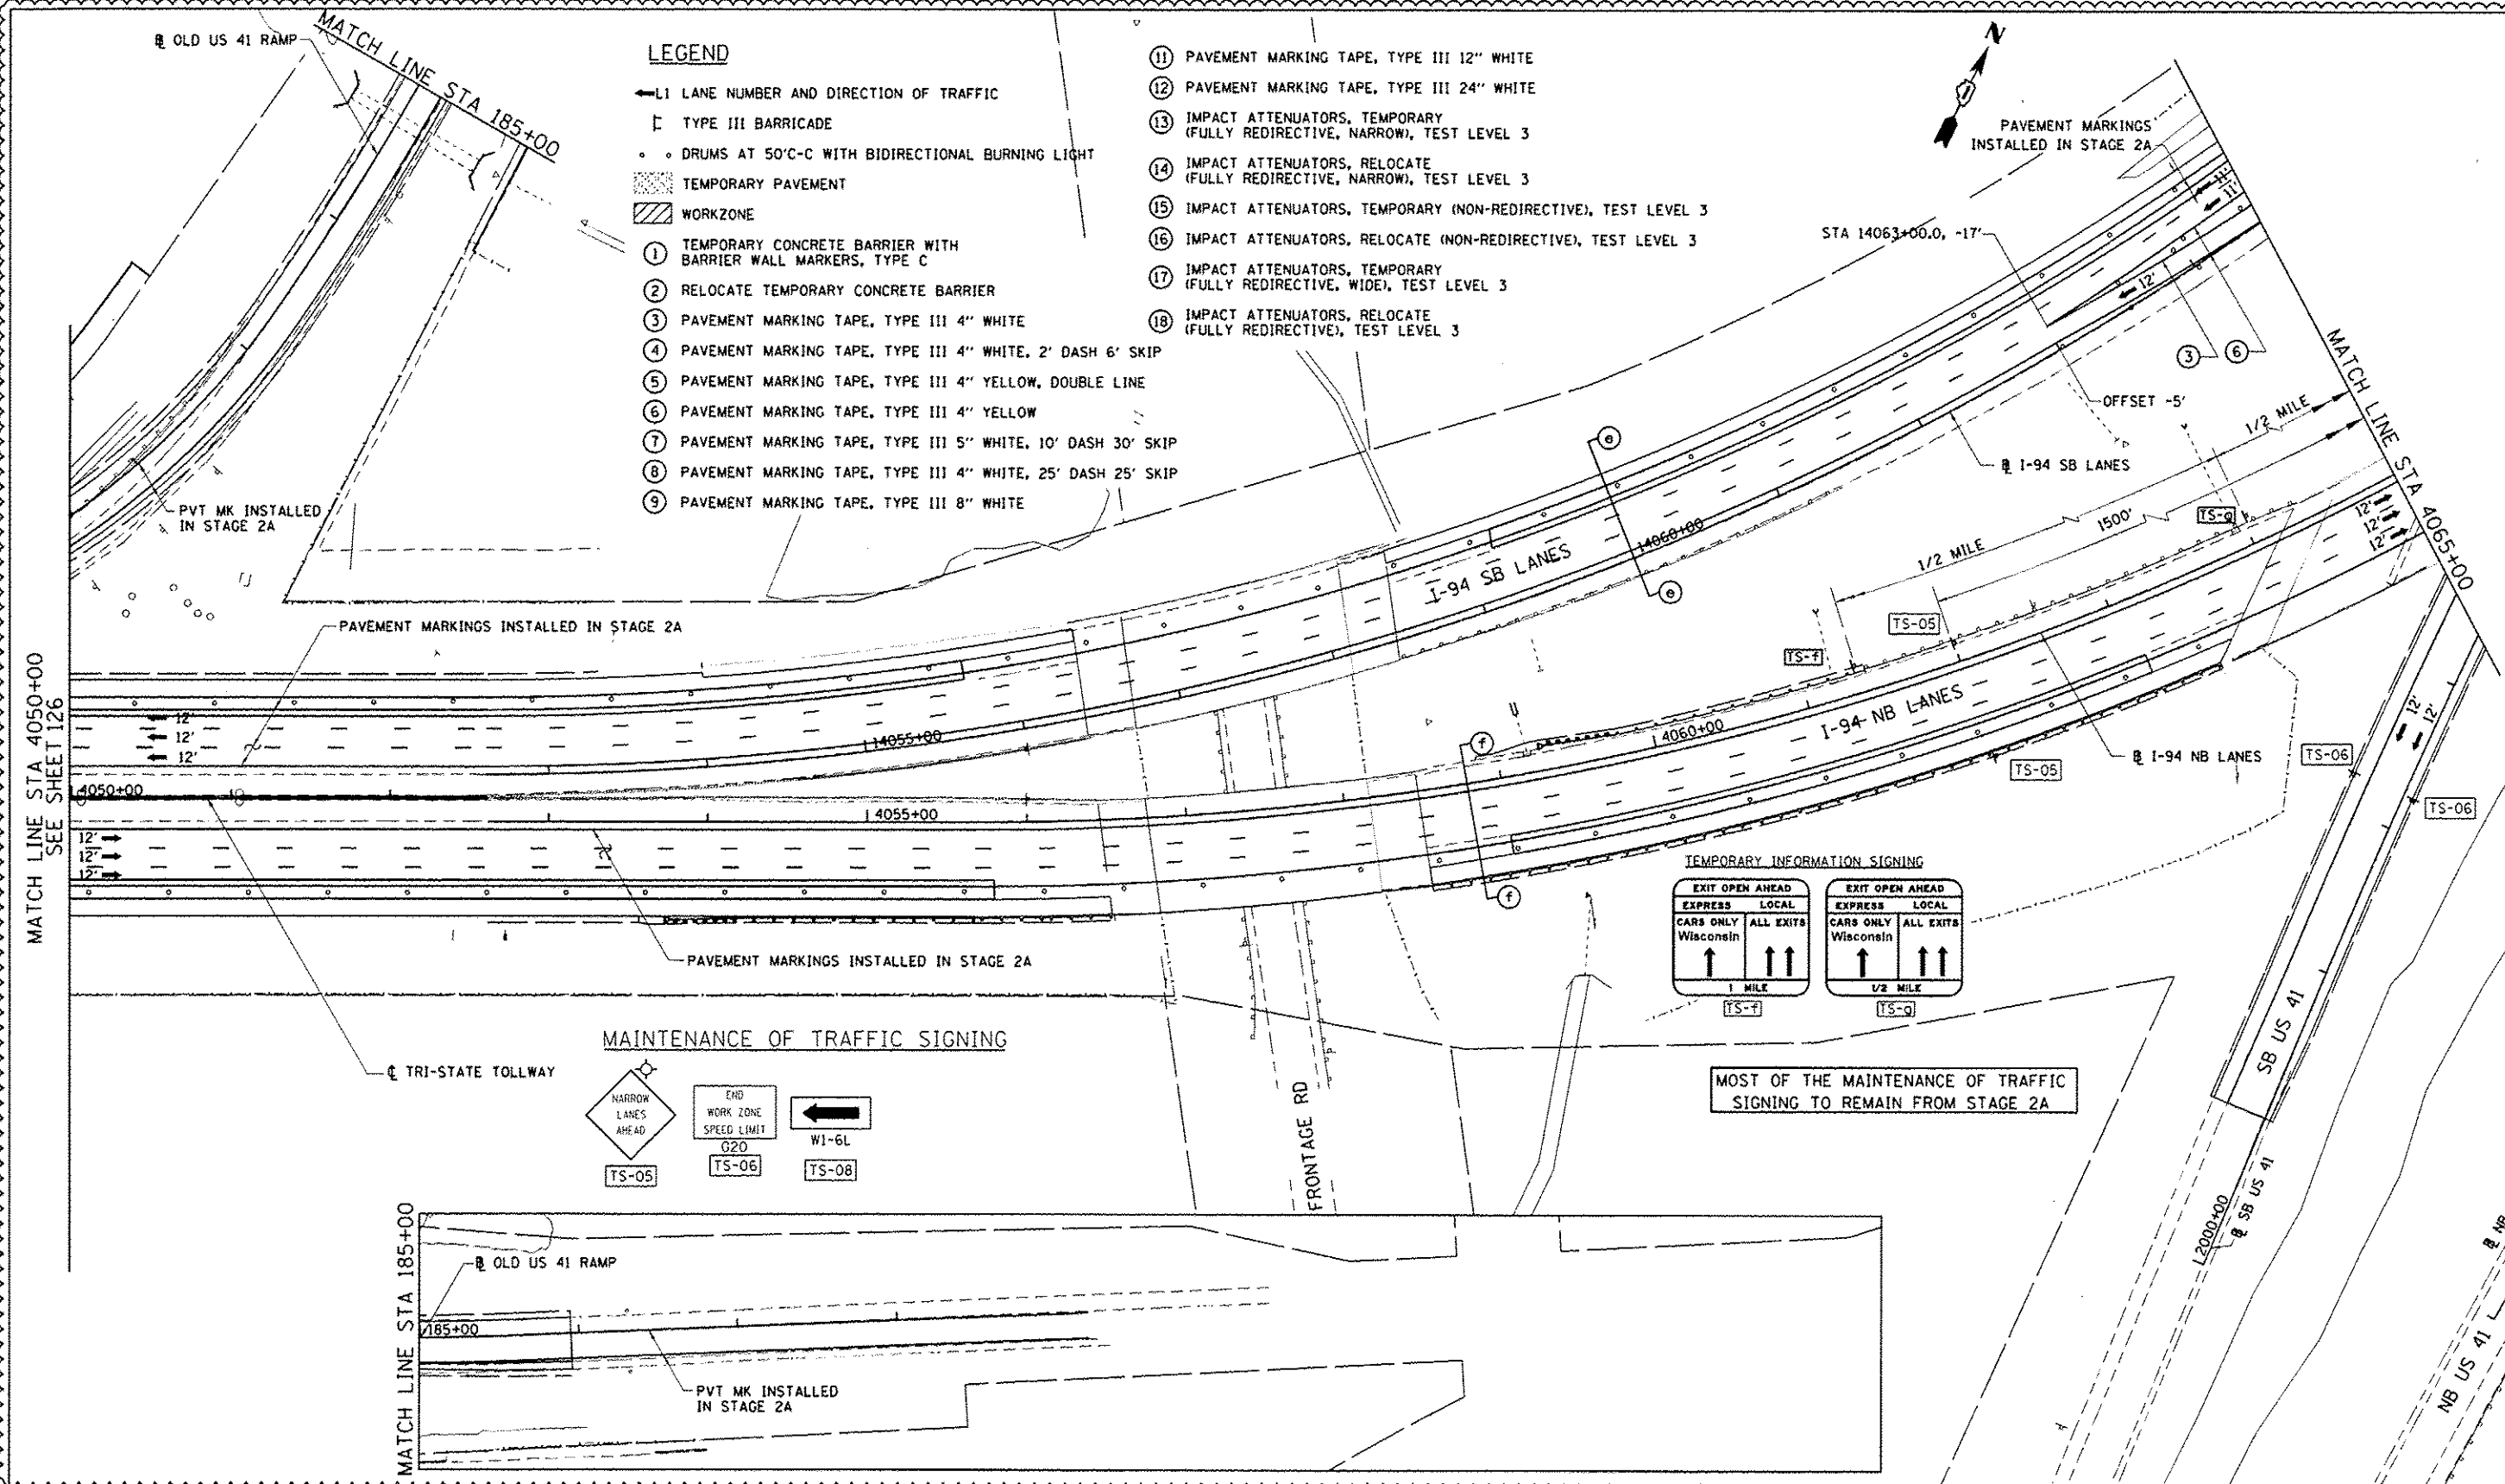 ℄ OLD US 41 RAMP
MATCH LINE STA 185+00
LEGEND
L1 LANE NUMBER AND DIRECTION OF TRAFFIC
TYPE III BARRICADE
DRUMS AT 50'C-C WITH BIDIRECTIONAL BURNING LIGHT
TEMPORARY PAVEMENT
WORKZONE
1 TEMPORARY CONCRETE BARRIER WITH
BARRIER WALL MARKERS, TYPE C
2 RELOCATE TEMPORARY CONCRETE BARRIER
3 PAVEMENT MARKING TAPE, TYPE III 4" WHITE
4 PAVEMENT MARKING TAPE, TYPE III 4" WHITE, 2' DASH 6' SKIP
5 PAVEMENT MARKING TAPE, TYPE III 4" YELLOW, DOUBLE LINE
6 PAVEMENT MARKING TAPE, TYPE III 4" YELLOW
7 PAVEMENT MARKING TAPE, TYPE III 5" WHITE, 10' DASH 30' SKIP
8 PAVEMENT MARKING TAPE, TYPE III 4" WHITE, 25' DASH 25' SKIP
9 PAVEMENT MARKING TAPE, TYPE III 8" WHITE
11 PAVEMENT MARKING TAPE, TYPE III 12" WHITE
12 PAVEMENT MARKING TAPE, TYPE III 24" WHITE
13 IMPACT ATTENUATORS, TEMPORARY
(FULLY REDIRECTIVE, NARROW), TEST LEVEL 3
14 IMPACT ATTENUATORS, RELOCATE
(FULLY REDIRECTIVE, NARROW), TEST LEVEL 3
15 IMPACT ATTENUATORS, TEMPORARY (NON-REDIRECTIVE), TEST LEVEL 3
16 IMPACT ATTENUATORS, RELOCATE (NON-REDIRECTIVE), TEST LEVEL 3
17 IMPACT ATTENUATORS, TEMPORARY
(FULLY REDIRECTIVE, WIDE), TEST LEVEL 3
18 IMPACT ATTENUATORS, RELOCATE
(FULLY REDIRECTIVE), TEST LEVEL 3
N
PAVEMENT MARKINGS
INSTALLED IN STAGE 2A
11'
11'
STA 14063+00.0, -17'
12'
3
6
MATCH LINE STA 4065+00
OFFSET -5'
1/2 MILE
℄ I-94 SB LANES
1500'
TS-g
1/2 MILE
12'
12'
12'
PVT MK INSTALLED
IN STAGE 2A
e
14060+00
I-94 SB LANES
e
TS-05
TS-f
PAVEMENT MARKINGS INSTALLED IN STAGE 2A
MATCH LINE STA 4050+00
SEE SHEET 126
12'
12'
12'
14055+00
f
4060+00
I-94 NB LANES
℄ I-94 NB LANES
TS-05
TS-06
12'
12'
TS-06
4050+00
4055+00
12'
12'
12'
f
PAVEMENT MARKINGS INSTALLED IN STAGE 2A
TEMPORARY INFORMATION SIGNING
EXIT OPEN AHEAD
EXPRESS LOCAL
CARS ONLY ALL EXITS
Wisconsin
1 MILE
TS-f
EXIT OPEN AHEAD
EXPRESS LOCAL
CARS ONLY ALL EXITS
Wisconsin
1/2 MILE
TS-g
MAINTENANCE OF TRAFFIC SIGNING
℄ TRI-STATE TOLLWAY
NARROW
LANES
AHEAD
TS-05
END
WORK ZONE
SPEED LIMIT
G20
TS-06
W1-6L
TS-08
MOST OF THE MAINTENANCE OF TRAFFIC
SIGNING TO REMAIN FROM STAGE 2A
FRONTAGE RD
SB US 41
L2000+00
℄ SB US 41
℄ NB
NB US 41
MATCH LINE STA 185+00
℄ OLD US 41 RAMP
185+00
PVT MK INSTALLED
IN STAGE 2A